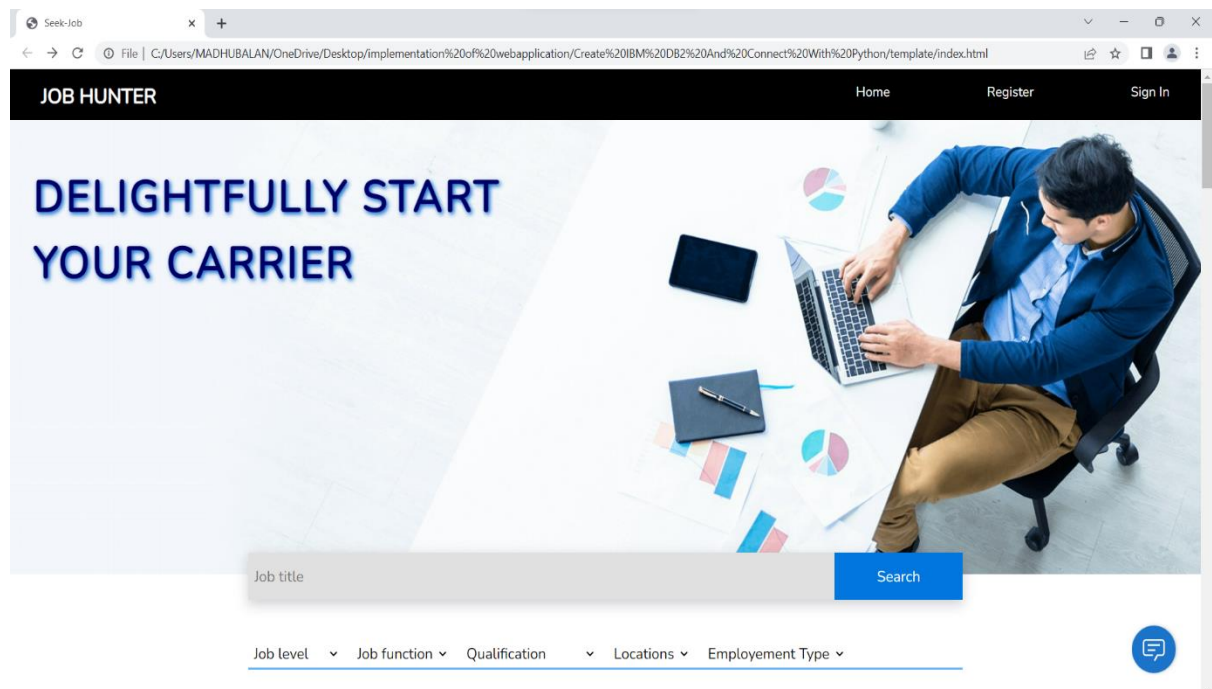 Seek-Job
File | C:/Users/MADHUBALAN/OneDrive/Desktop/implementation%20of%20webapplication/Create%20IBM%20DB2%20And%20Connect%20With%20Python/template/index.html
JOB HUNTER Home Register Sign In
DELIGHTFULLY START
YOUR CARRIER
Job title Search
Job level Job function Qualification Locations Employement Type